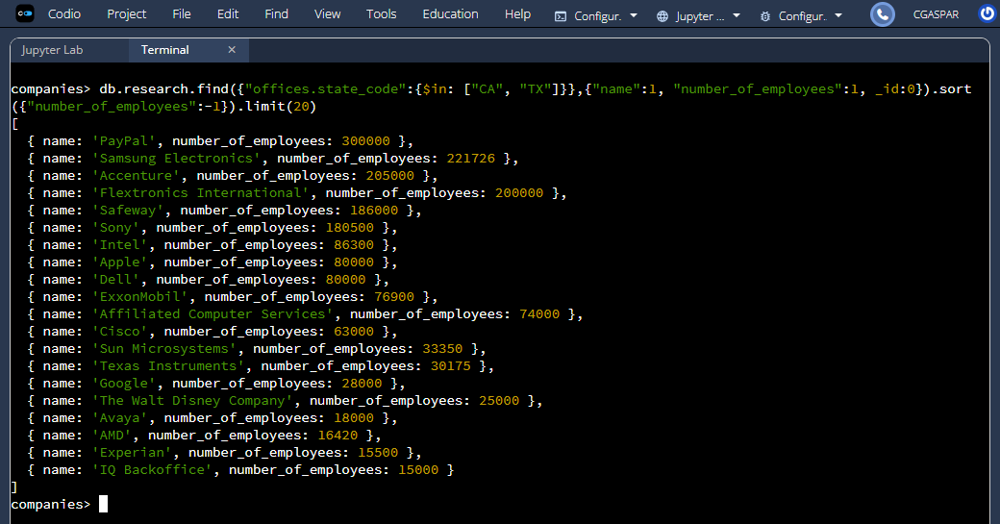 Codio Project File Edit Find View Tools Education Help Configur. Jupyter ... Configur. CGASPAR
Jupyter Lab Terminal ×
companies> db.research.find({"offices.state_code":{$in: ["CA", "TX"]}},{"name":1, "number_of_employees":1, _id:0}).sort
({"number_of_employees":-1}).limit(20)
[
  { name: 'PayPal', number_of_employees: 300000 },
  { name: 'Samsung Electronics', number_of_employees: 221726 },
  { name: 'Accenture', number_of_employees: 205000 },
  { name: 'Flextronics International', number_of_employees: 200000 },
  { name: 'Safeway', number_of_employees: 186000 },
  { name: 'Sony', number_of_employees: 180500 },
  { name: 'Intel', number_of_employees: 86300 },
  { name: 'Apple', number_of_employees: 80000 },
  { name: 'Dell', number_of_employees: 80000 },
  { name: 'ExxonMobil', number_of_employees: 76900 },
  { name: 'Affiliated Computer Services', number_of_employees: 74000 },
  { name: 'Cisco', number_of_employees: 63000 },
  { name: 'Sun Microsystems', number_of_employees: 33350 },
  { name: 'Texas Instruments', number_of_employees: 30175 },
  { name: 'Google', number_of_employees: 28000 },
  { name: 'The Walt Disney Company', number_of_employees: 25000 },
  { name: 'Avaya', number_of_employees: 18000 },
  { name: 'AMD', number_of_employees: 16420 },
  { name: 'Experian', number_of_employees: 15500 },
  { name: 'IQ Backoffice', number_of_employees: 15000 }
]
companies>